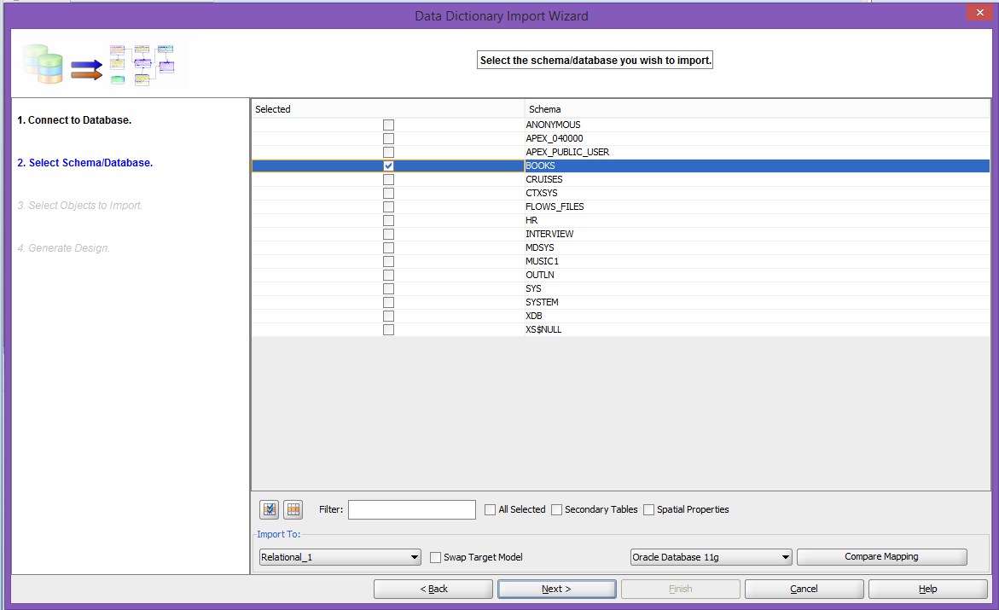 Data Dictionary Import Wizard
Select the schema/database you wish to import.
1. Connect to Database.
2. Select Schema/Database.
3. Select Objects to Import.
4. Generate Design.
Selected Schema
ANONYMOUS
APEX_040000
APEX_PUBLIC_USER
BOOKS
CRUISES
CTXSYS
FLOWS_FILES
HR
INTERVIEW
MDSYS
MUSIC1
OUTLN
SYS
SYSTEM
XDB
XS$NULL
Filter: All Selected Secondary Tables Spatial Properties
Import To:
Relational_1 Swap Target Model Oracle Database 11g Compare Mapping
< Back Next > Finish Cancel Help